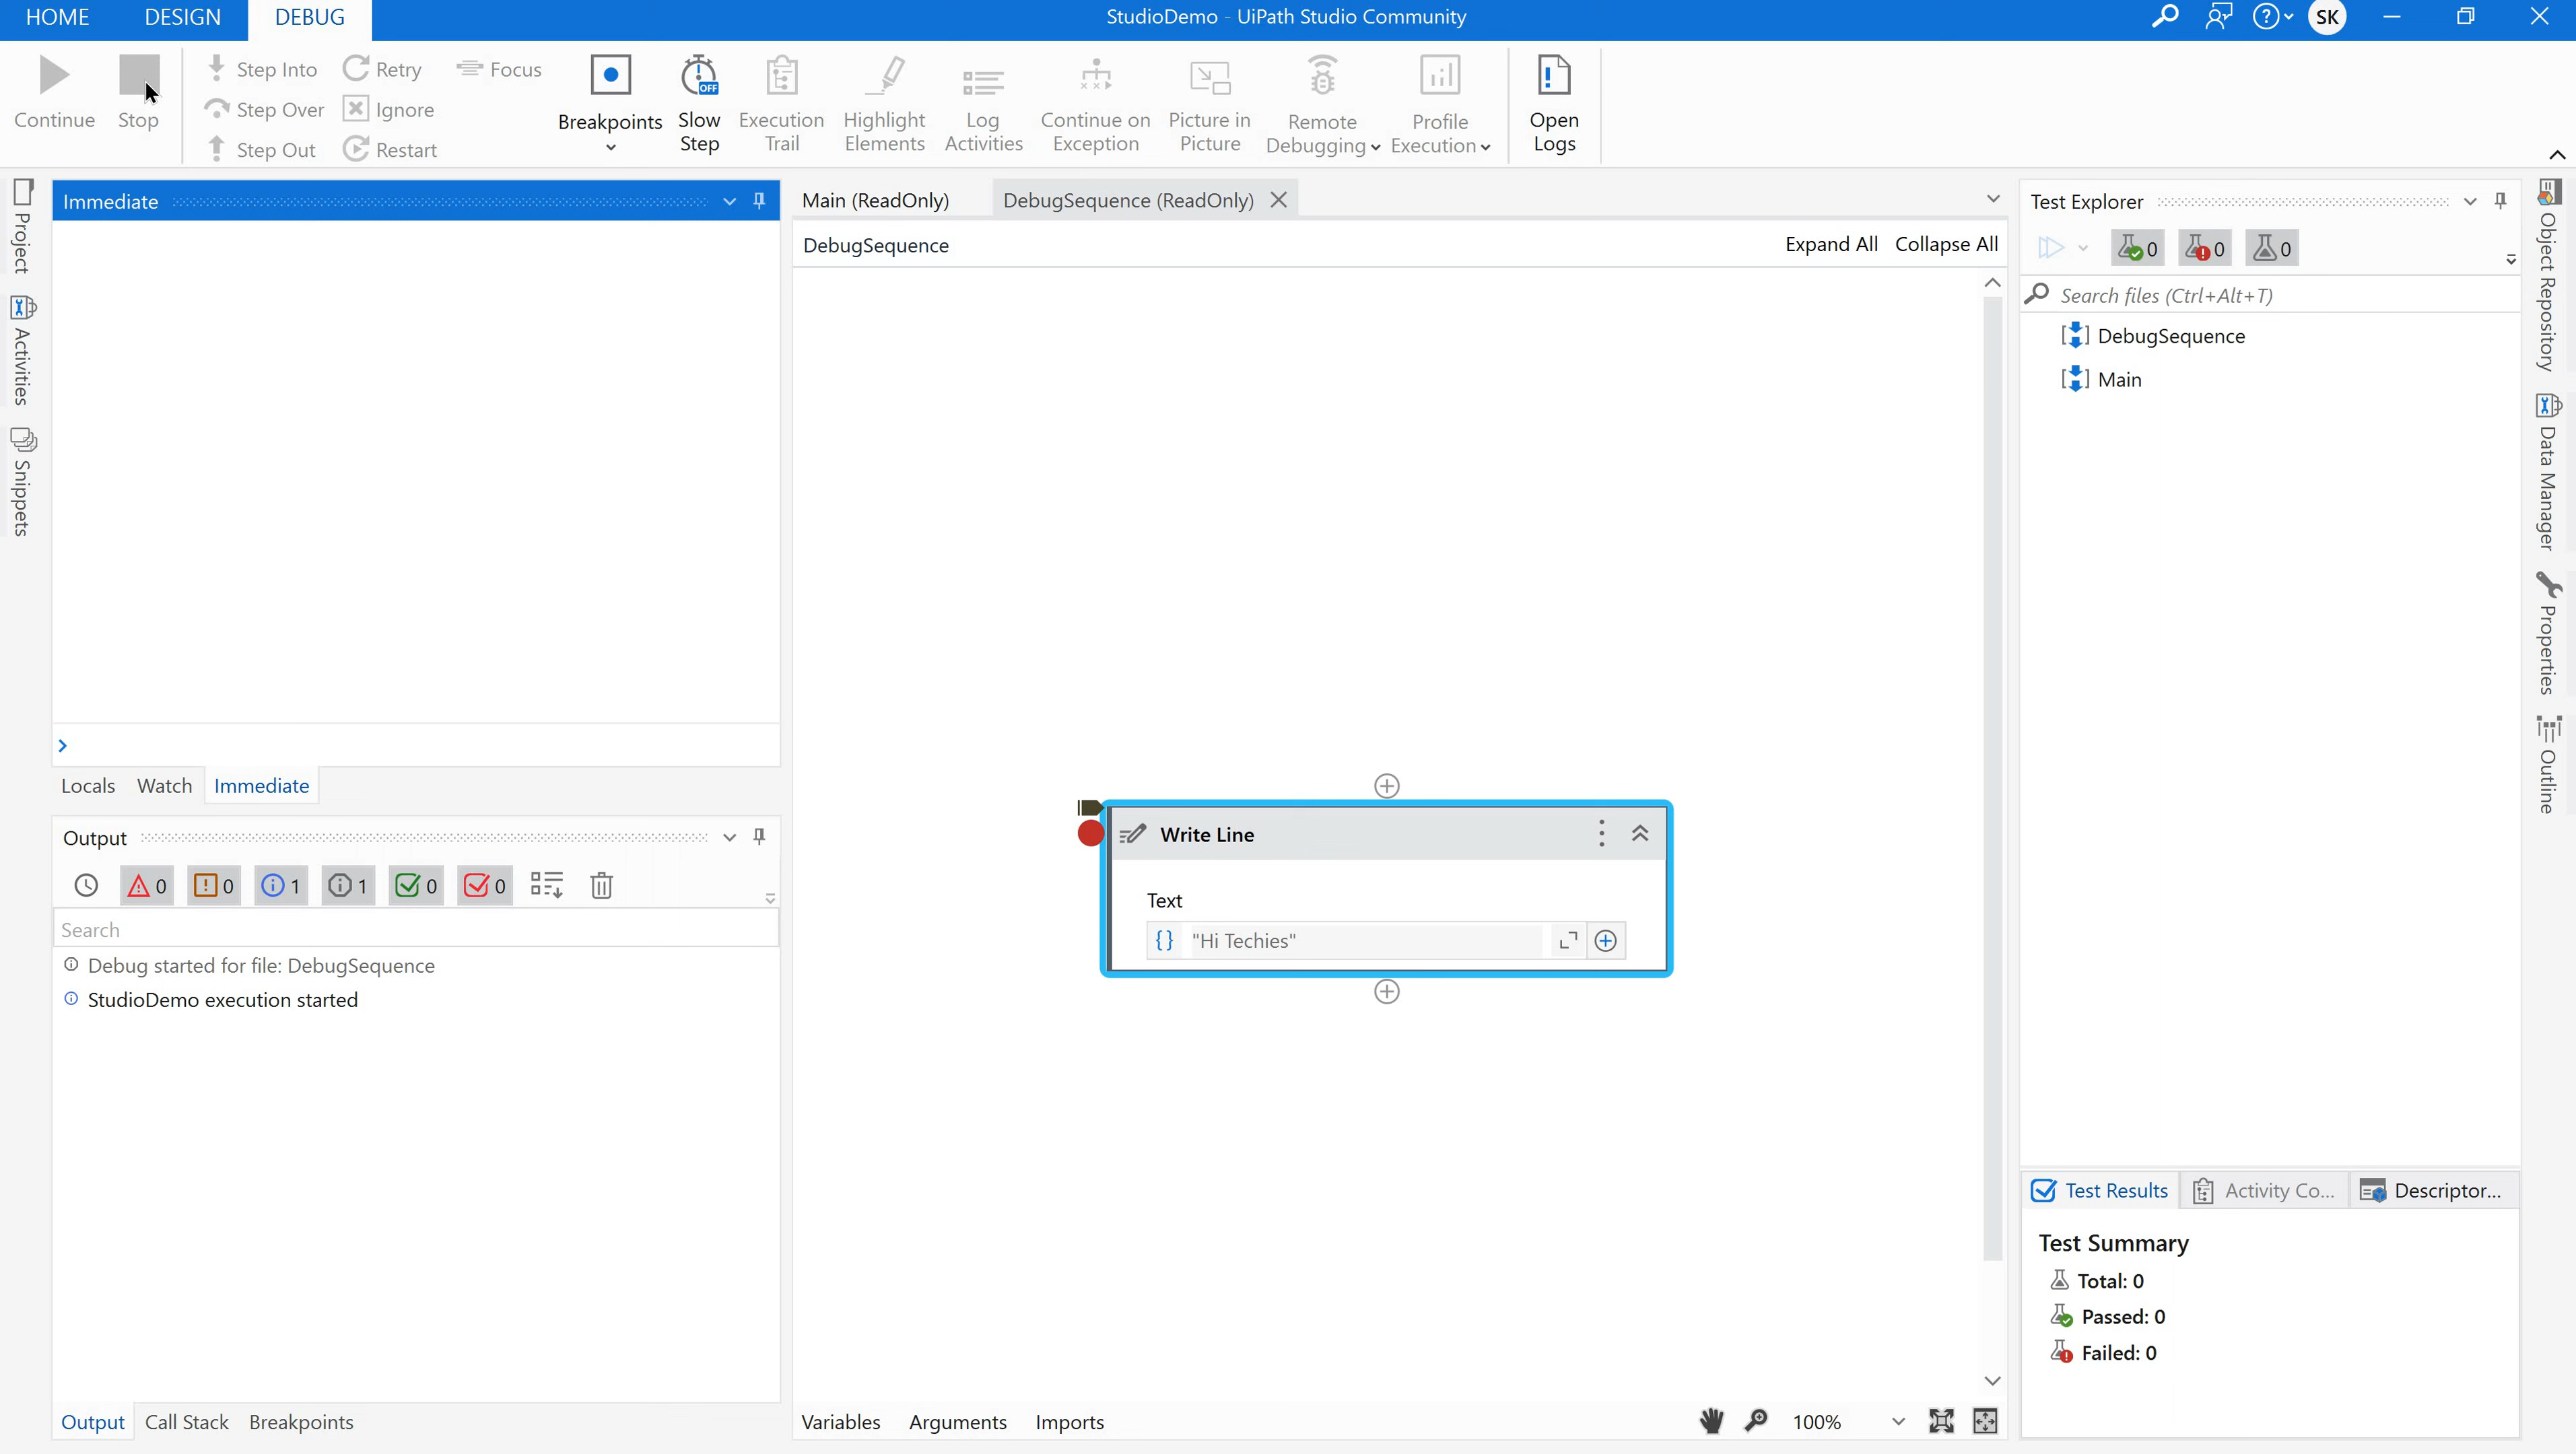 HOME DESIGN DEBUG StudioDemo - UiPath Studio Community SK
Continue Stop
Step Into Retry Focus
Step Over Ignore
Step Out Restart
Breakpoints
Slow Step
OFF
Execution Trail
Highlight Elements
Log Activities
Continue on Exception
Picture in Picture
Remote Debugging
Profile Execution
Open Logs
Project
Activities
Snippets
Immediate
Locals Watch Immediate
Output
0 0 1 1 0 0
Search
Debug started for file: DebugSequence
StudioDemo execution started
Output Call Stack Breakpoints
Main (ReadOnly) DebugSequence (ReadOnly)
DebugSequence Expand All Collapse All
Write Line
Text
{} "Hi Techies"
Variables Arguments Imports 100%
Test Explorer
0 0 0
Search files (Ctrl+Alt+T)
DebugSequence
Main
Test Results Activity Co... Descriptor...
Test Summary
Total: 0
Passed: 0
Failed: 0
Object Repository
Data Manager
Properties
Outline